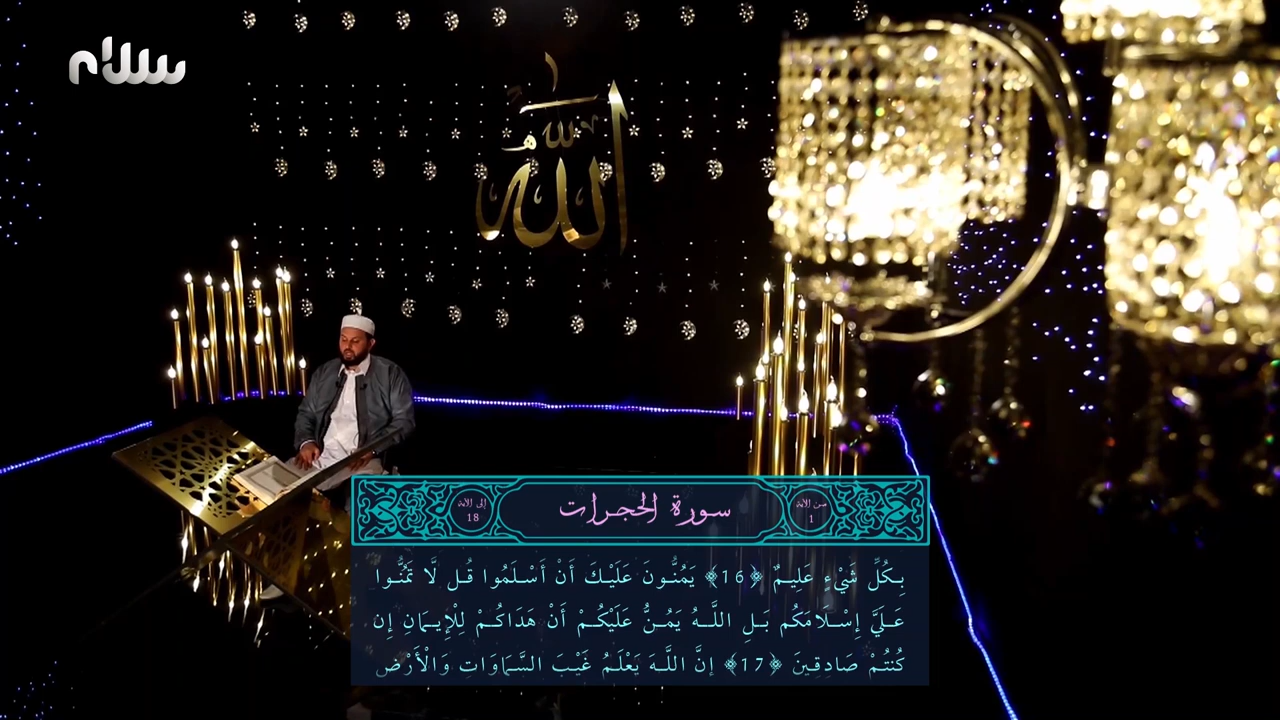 سلام
اللّٰهُ
سورة الحجرات
من الآية
1
إلى الآية
18
بِكُلِّ شَيْءٍ عَلِيمٌ ﴿16﴾ يَمُنُّونَ عَلَيْكَ أَنْ أَسْلَمُوا قُل لَّا تَمُنُّوا
عَلَيَّ إِسْلَامَكُم بَلِ اللَّهُ يَمُنُّ عَلَيْكُمْ أَنْ هَدَاكُمْ لِلْإِيمَانِ إِن
كُنتُمْ صَادِقِينَ ﴿17﴾ إِنَّ اللَّهَ يَعْلَمُ غَيْبَ السَّمَاوَاتِ وَالْأَرْضِ